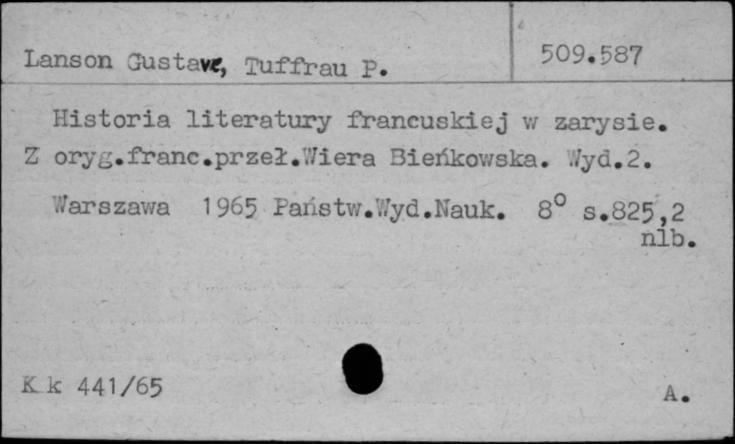 Lanson Gustave, Tuffrau P.
509.587
Historia literatury francuskiej w zarysie.
Z oryg.franc.przeł.Wiera Bieńkowska. Wyd.2.
Warszawa 1965 Państw.Wyd.Nauk. 8° s.825,2
nlb.
K k 441/65
A.